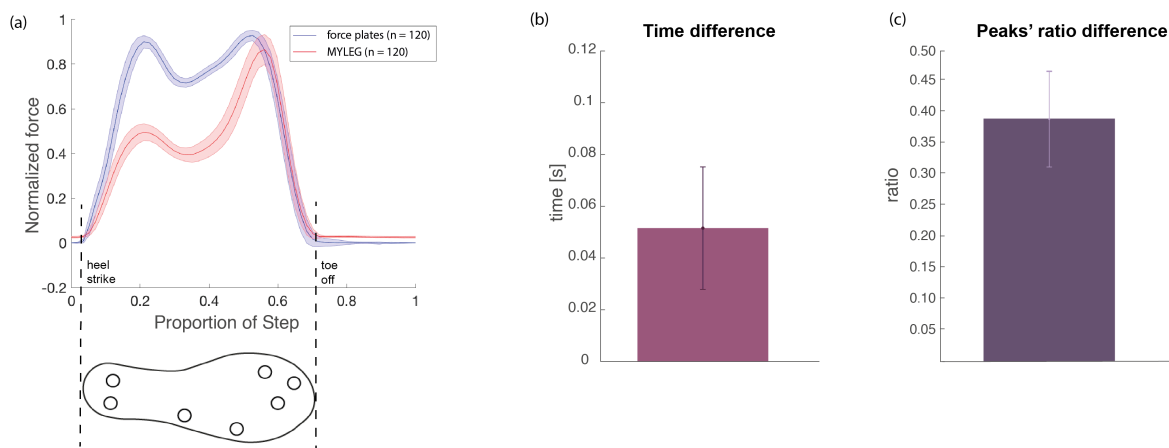 (a)
force plates (n = 120)
MYLEG (n = 120)
Normalized force
1
0.8
0.6
0.4
0.2
0
-0.2
heel
strike
toe
off
0
0.2
0.4
0.6
0.8
1
Proportion of Step
(b)
Time difference
time [s]
0.12
0.1
0.08
0.06
0.04
0.02
0
(c)
Peaks' ratio difference
ratio
0.50
0.45
0.40
0.35
0.30
0.25
0.20
0.15
0.10
0.05